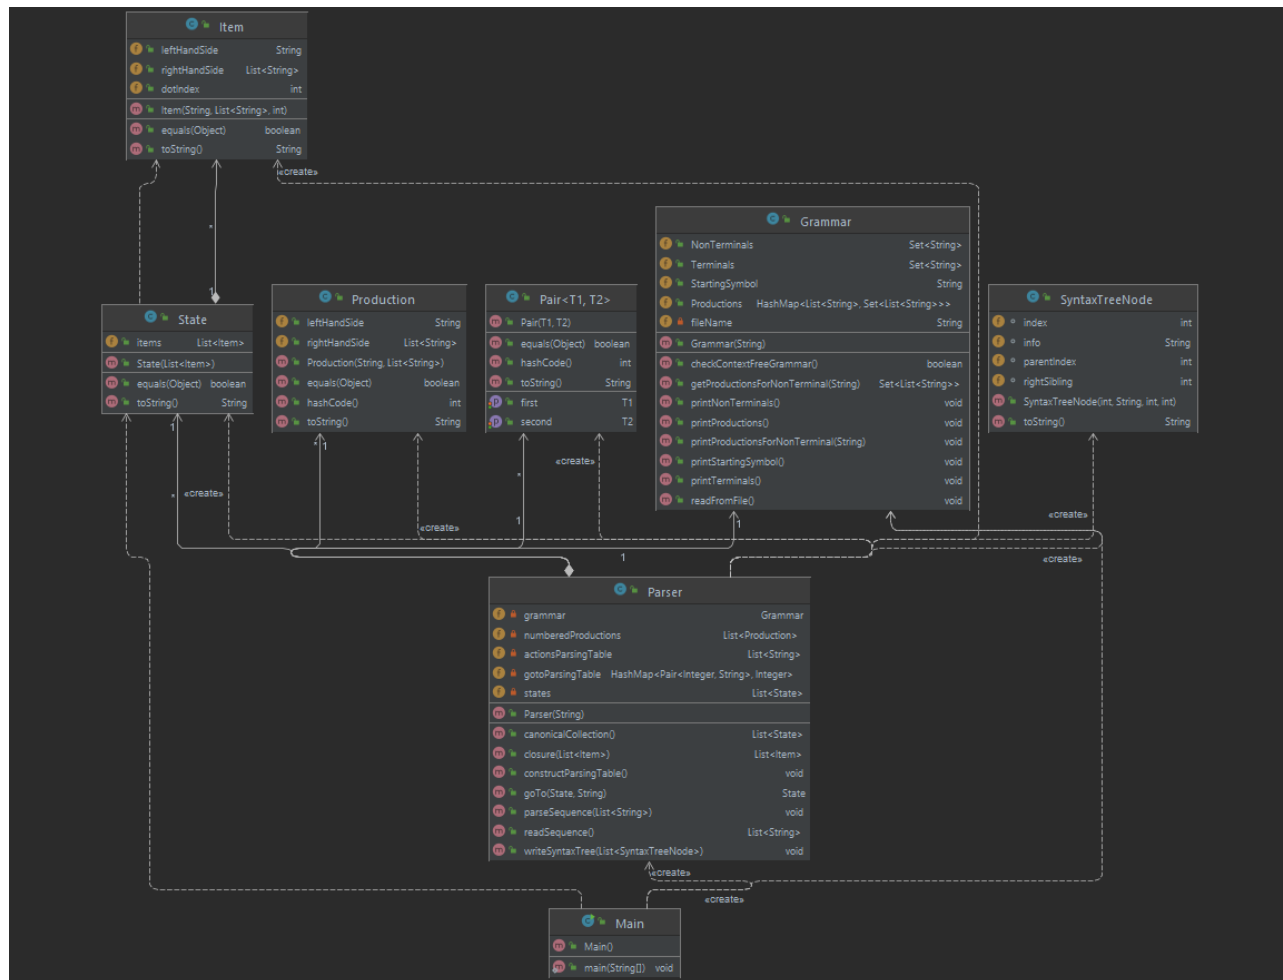 Item
leftHandSide String
rightHandSide List<String>
dotIndex int
Item(String, List<String>, int)
equals(Object) boolean
toString() String
«create»
*
1
State
items List<Item>
State(List<Item>)
equals(Object) boolean
toString() String
Production
leftHandSide String
rightHandSide List<String>
Production(String, List<String>)
equals(Object) boolean
hashCode() int
toString() String
Pair<T1, T2>
Pair(T1, T2)
equals(Object) boolean
hashCode() int
toString() String
first T1
second T2
Grammar
NonTerminals Set<String>
Terminals Set<String>
StartingSymbol String
Productions HashMap<List<String>, Set<List<String>>>
fileName String
Grammar(String)
checkContextFreeGrammar() boolean
getProductionsForNonTerminal(String) Set<List<String>>
printNonTerminals() void
printProductions() void
printProductionsForNonTerminal(String) void
printStartingSymbol() void
printTerminals() void
readFromFile() void
SyntaxTreeNode
index int
info String
parentIndex int
rightSibling int
SyntaxTreeNode(int, String, int, int)
toString() String
1
* 1
«create»
*
* «create»
1
1
«create»
«create»
1
«create»
Parser
grammar Grammar
numberedProductions List<Production>
actionsParsingTable List<String>
gotoParsingTable HashMap<Pair<Integer, String>, Integer>
states List<State>
Parser(String)
canonicalCollection() List<State>
closure(List<Item>) List<Item>
constructParsingTable() void
goTo(State, String) State
parseSequence(List<String>) void
readSequence() List<String>
writeSyntaxTree(List<SyntaxTreeNode>) void
«create»
«create»
Main
Main()
main(String[]) void